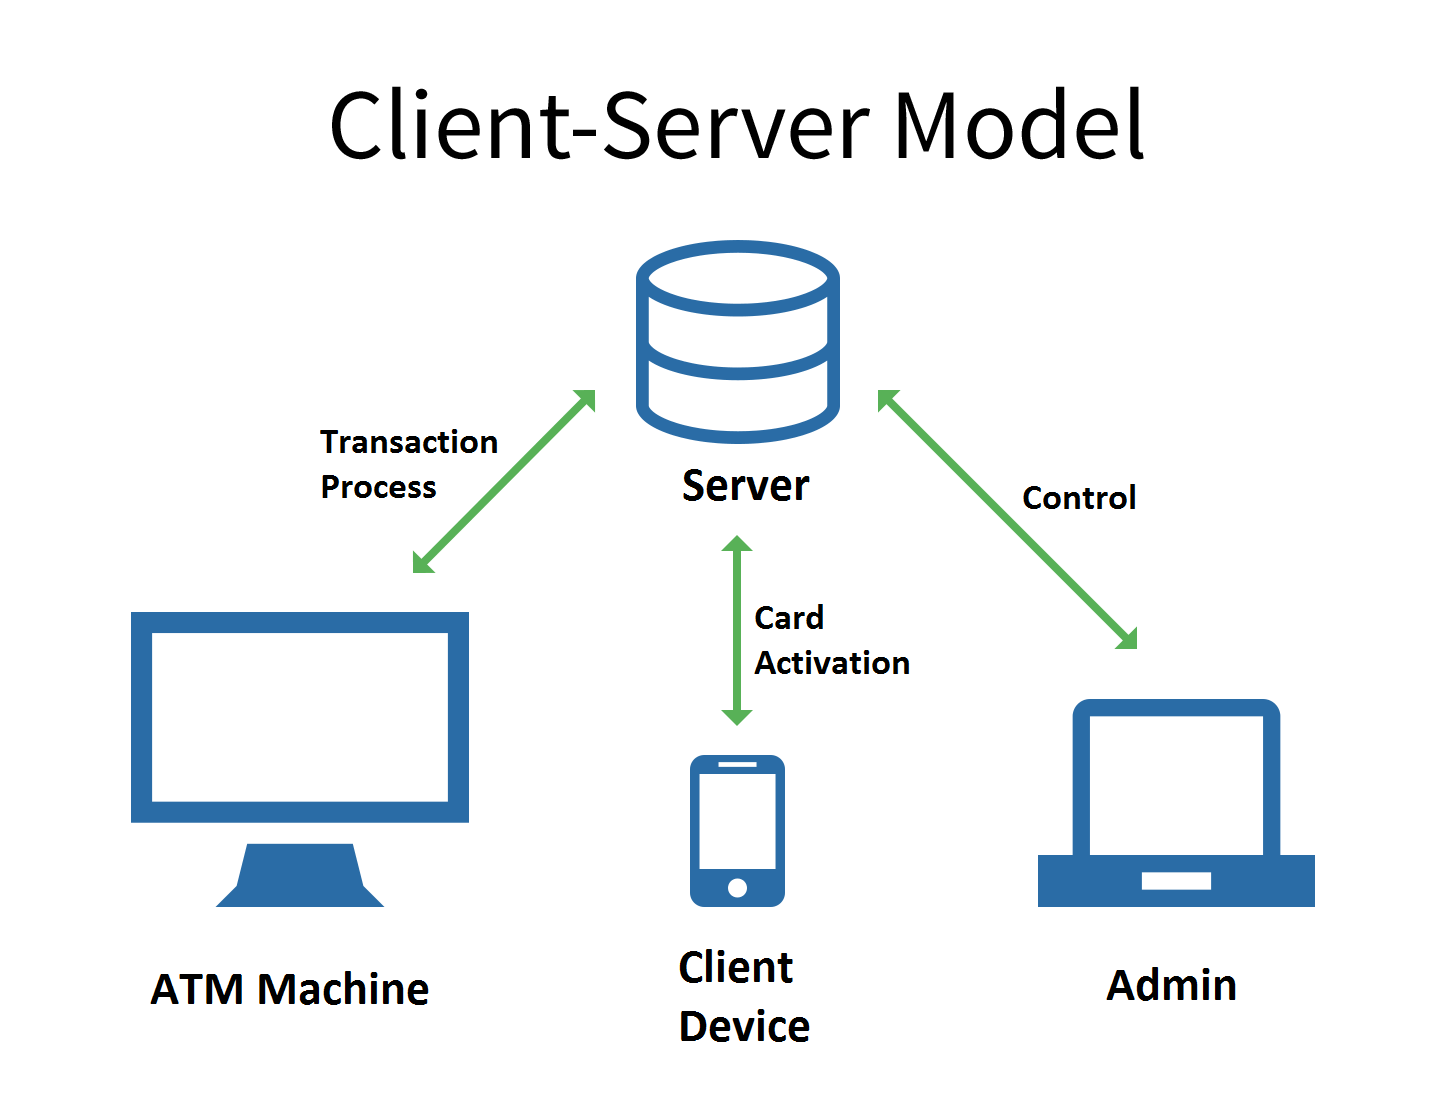 Client-Server Model
Transaction
Process
Server
Control
Card
Activation
ATM Machine
Client
Device
Admin